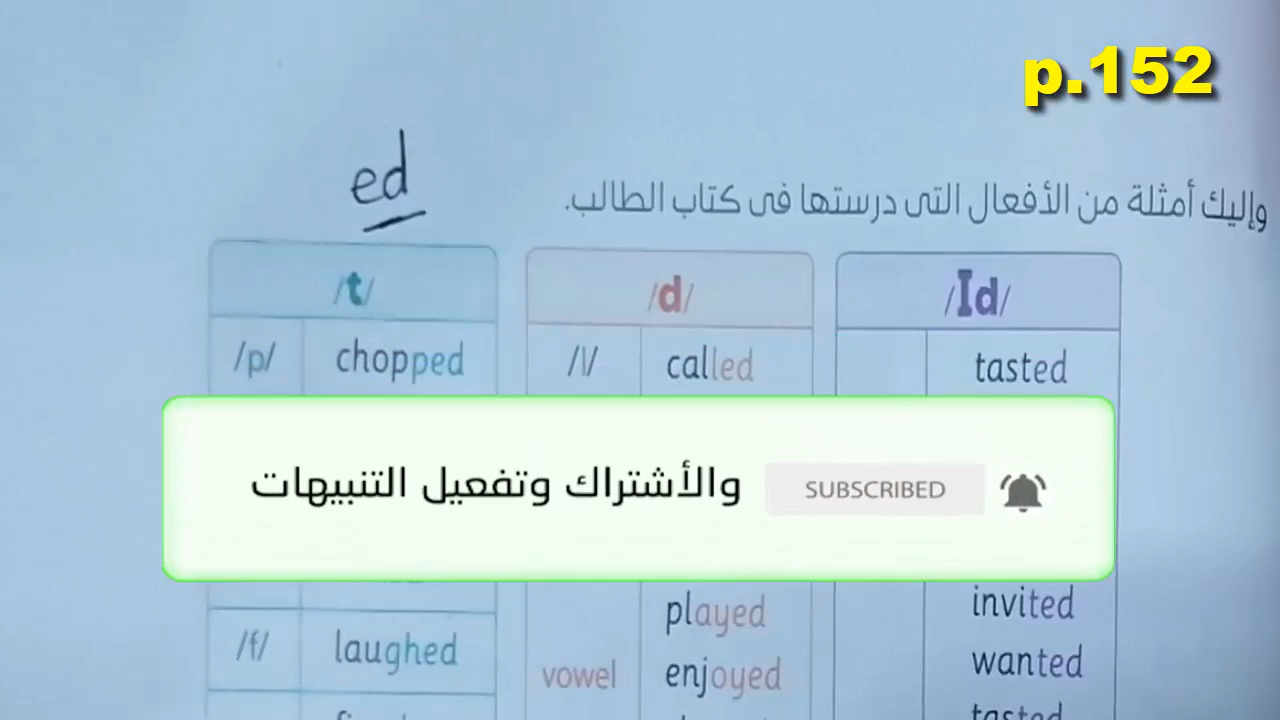 p.152
ed
وإليك أمثلة من الأفعال التى درستها فى كتاب الطالب.
/t/ /d/ /Id/
/p/ chopped /l/ called tasted
والأشتراك وتفعيل التنبيهات SUBSCRIBED
played invited
/f/ laughed vowel enjoyed wanted
tasted